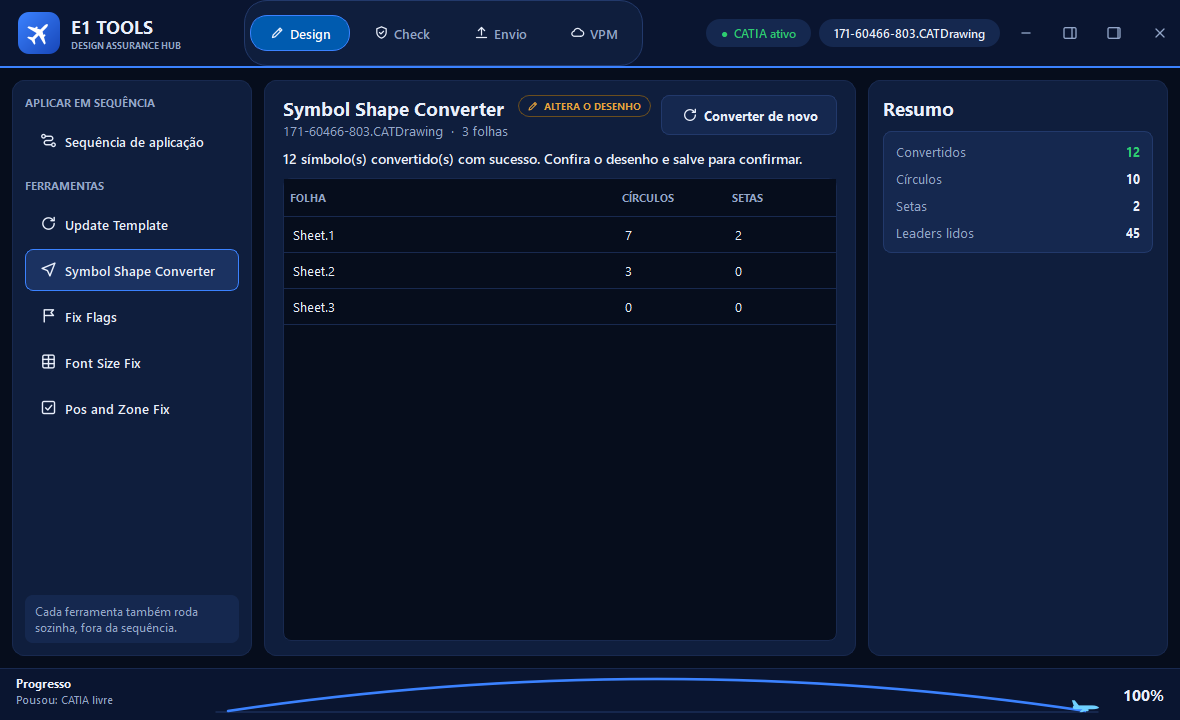 E1 TOOLS
DESIGN ASSURANCE HUB
Design
Check
Envio
VPM
CATIA ativo
171-60466-803.CATDrawing
APLICAR EM SEQUÊNCIA
Sequência de aplicação
FERRAMENTAS
Update Template
Symbol Shape Converter
Fix Flags
Font Size Fix
Pos and Zone Fix
Cada ferramenta também roda
sozinha, fora da sequência.
Symbol Shape Converter
ALTERA O DESENHO
Converter de novo
171-60466-803.CATDrawing · 3 folhas
12 símbolo(s) convertido(s) com sucesso. Confira o desenho e salve para confirmar.
FOLHA CÍRCULOS SETAS
Sheet.1 7 2
Sheet.2 3 0
Sheet.3 0 0
Resumo
Convertidos 12
Círculos 10
Setas 2
Leaders lidos 45
Progresso
Pousou: CATIA livre
100%